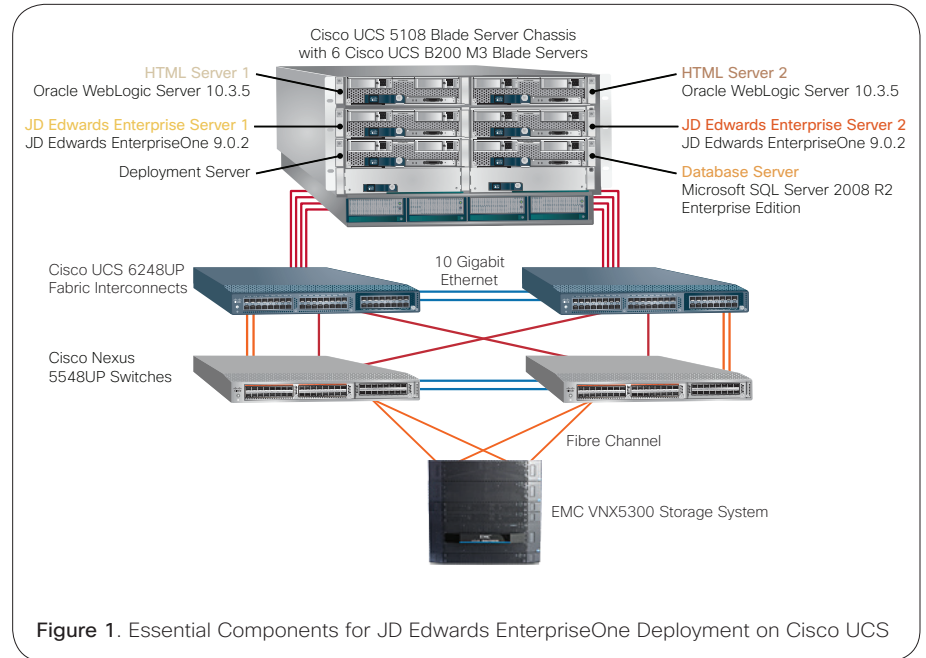 Cisco UCS 5108 Blade Server Chassis
with 6 Cisco UCS B200 M3 Blade Servers
HTML Server 1
Oracle WebLogic Server 10.3.5
HTML Server 2
Oracle WebLogic Server 10.3.5
JD Edwards Enterprise Server 1
JD Edwards EnterpriseOne 9.0.2
JD Edwards Enterprise Server 2
JD Edwards EnterpriseOne 9.0.2
Deployment Server
Database Server
Microsoft SQL Server 2008 R2
Enterprise Edition
Cisco UCS 6248UP
Fabric Interconnects
10 Gigabit
Ethernet
Cisco Nexus
5548UP Switches
Fibre Channel
EMC
EMC VNX5300 Storage System
Figure 1. Essential Components for JD Edwards EnterpriseOne Deployment on Cisco UCS